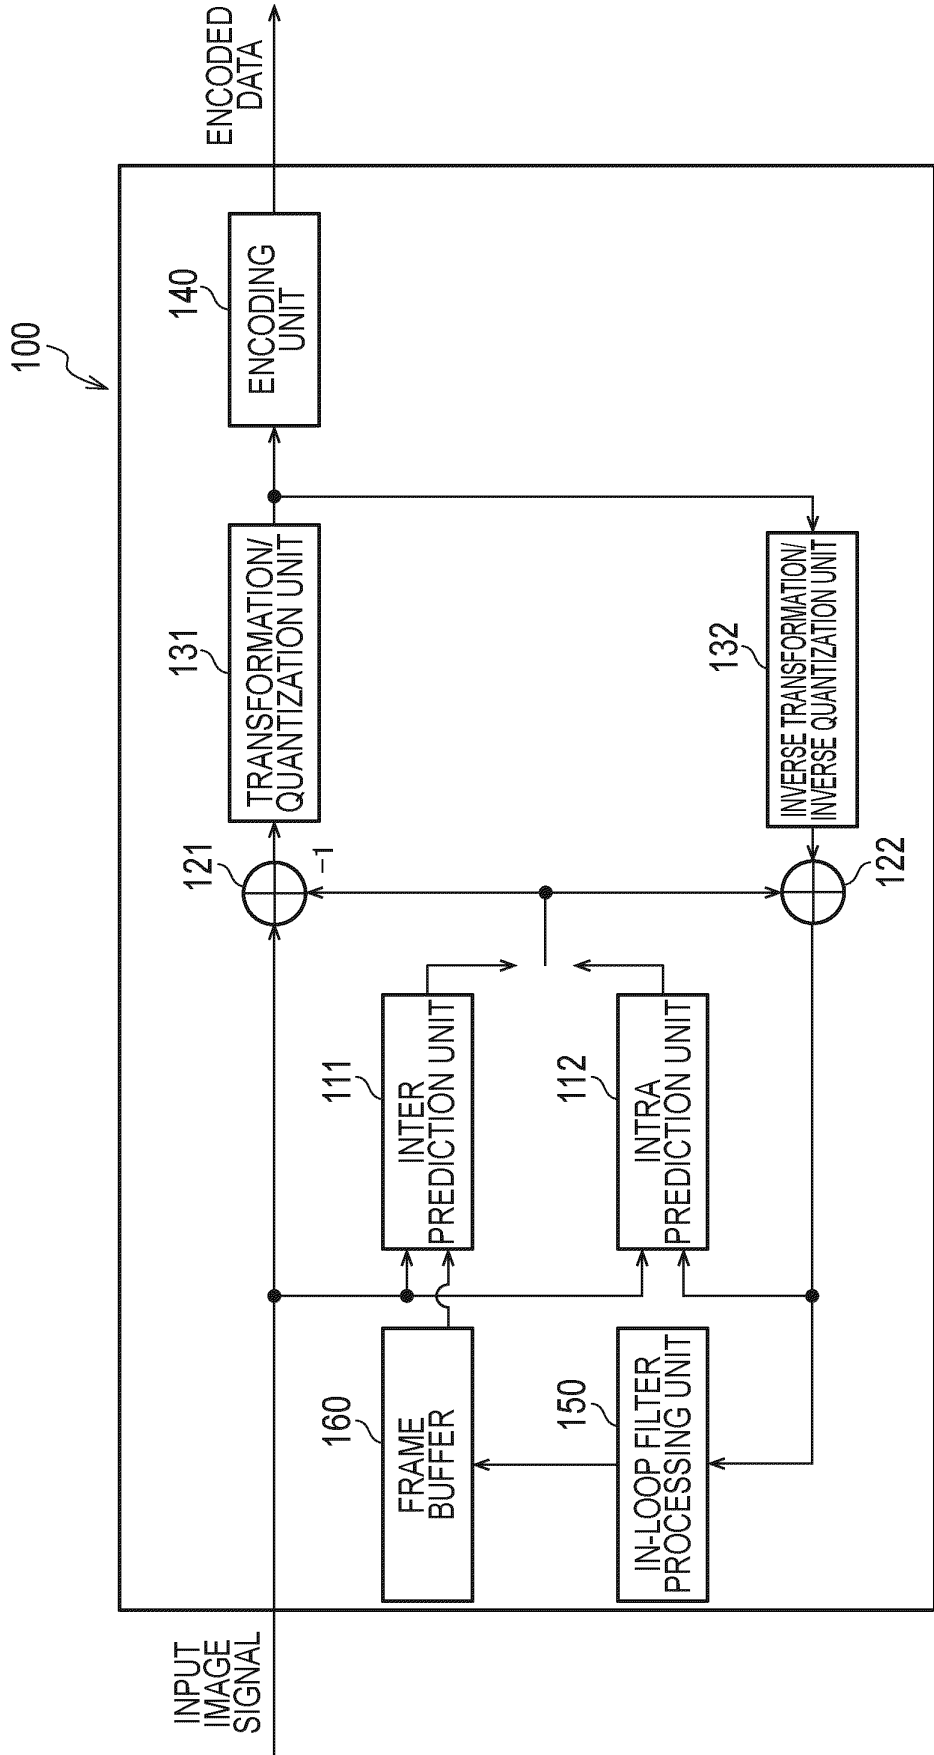 100
INPUT
IMAGE
SIGNAL
121
131
TRANSFORMATION/
QUANTIZATION UNIT
140
ENCODING
UNIT
ENCODED
DATA
−1
160
FRAME
BUFFER
111
INTER
PREDICTION UNIT
150
IN-LOOP FILTER
PROCESSING UNIT
112
INTRA
PREDICTION UNIT
122
132
INVERSE TRANSFORMATION/
INVERSE QUANTIZATION UNIT